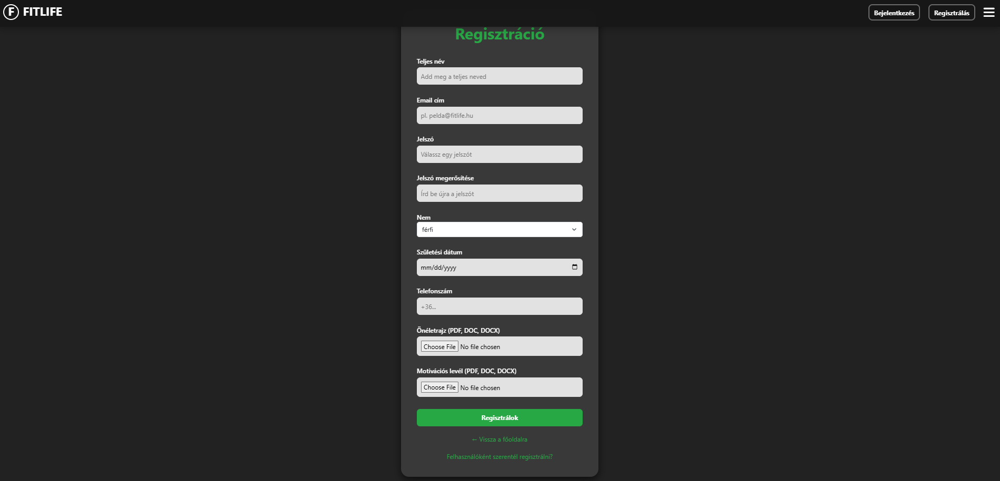 F FITLIFE
Bejelentkezés
Regisztrálás
Regisztráció
Teljes név
Add meg a teljes neved
Email cím
pl. pelda@fitlife.hu
Jelszó
Válassz egy jelszót
Jelszó megerősítése
Írd be újra a jelszót
Nem
férfi
Születési dátum
mm/dd/yyyy
Telefonszám
+36...
Önéletrajz (PDF, DOC, DOCX)
Choose File No file chosen
Motivációs levél (PDF, DOC, DOCX)
Choose File No file chosen
Regisztrálok
← Vissza a főoldalra
Felhasználóként szerentél regisztrálni?